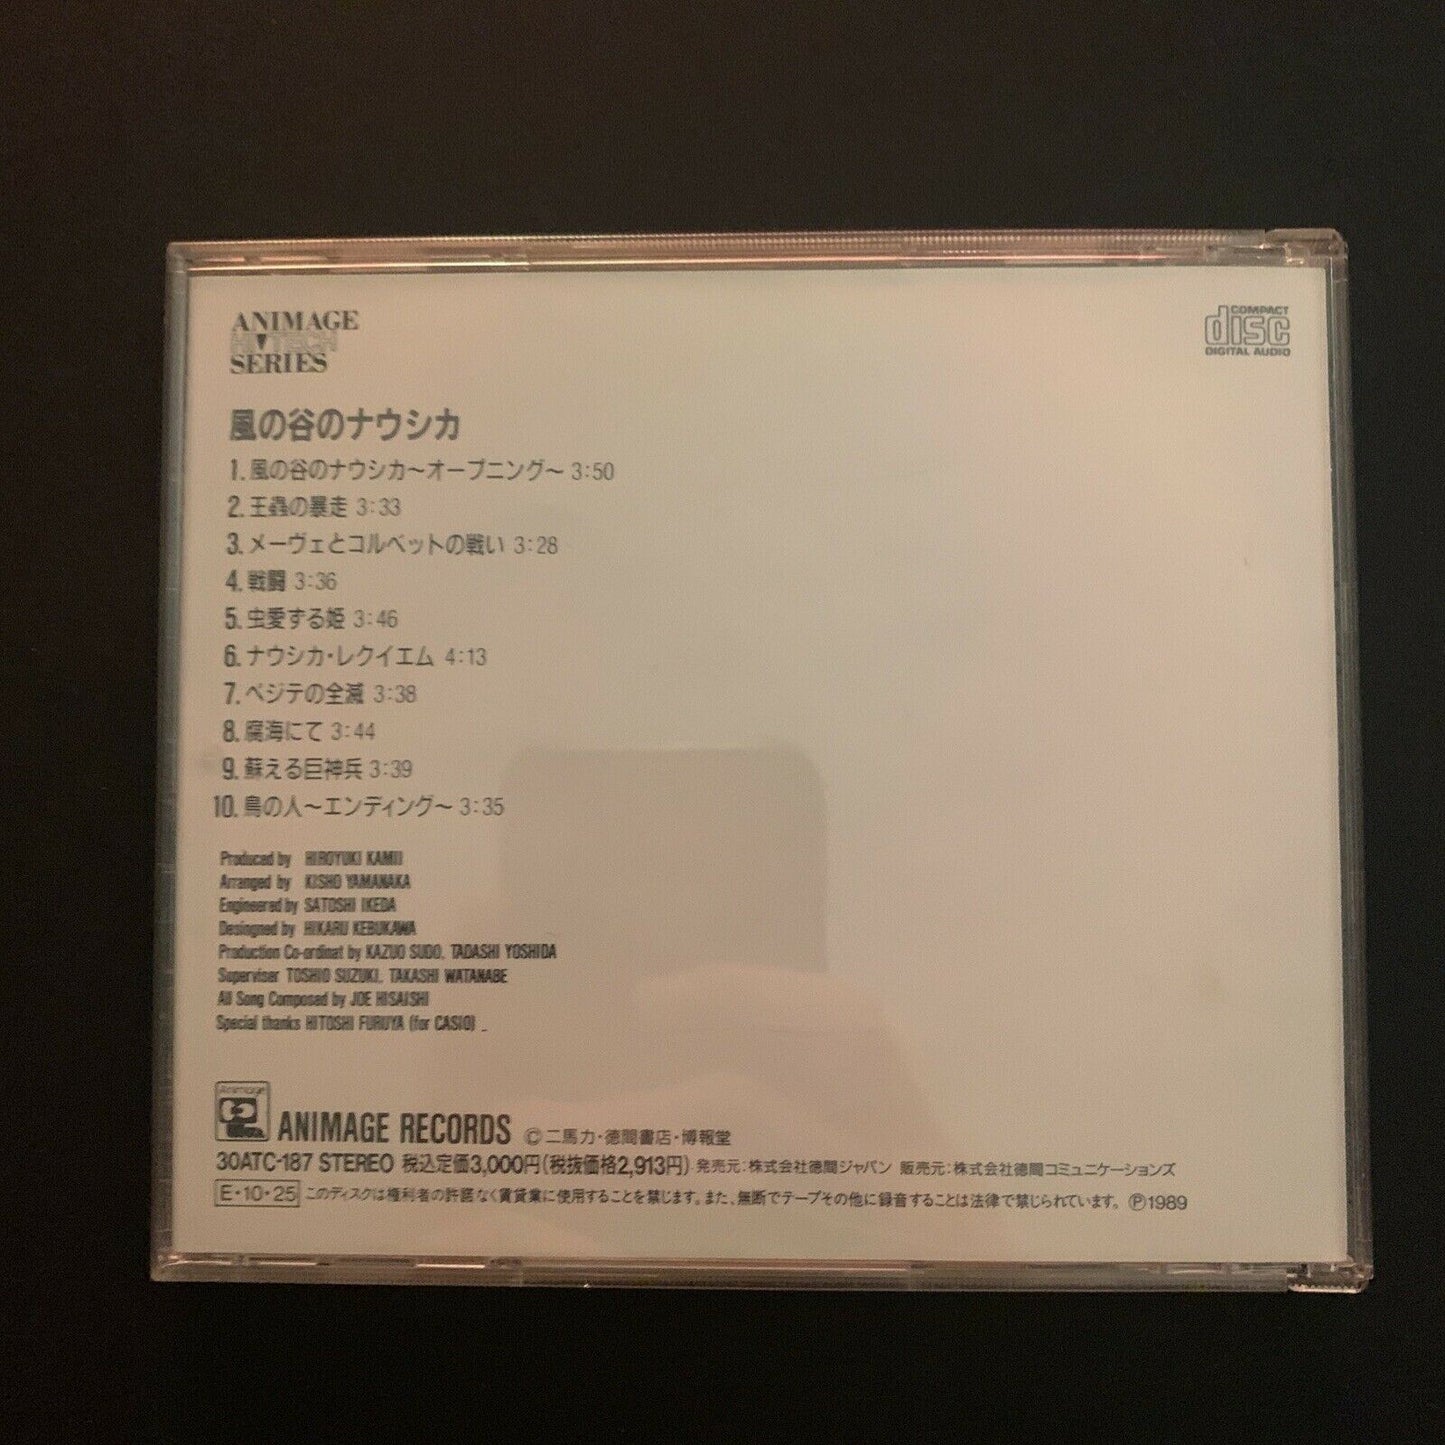 ANIMAGE
HI TECH
SERIES
COMPACT
disc
DIGITAL AUDIO
風の谷のナウシカ
1.風の谷のナウシカ〜オープニング〜 3:50
2.王蟲の暴走 3:33
3.メーヴェとコルベットの戦い 3:28
4.戦闘 3:36
5.虫愛ずる姫 3:46
6.ナウシカ・レクイエム 4:13
7.ペジテの全滅 3:38
8.腐海にて 3:44
9.蘇える巨神兵 3:39
10.鳥の人〜エンディング〜 3:35
Produced by HIROYUKI KAMII
Arranged by KISHO YAMANAKA
Engineered by SATOSHI IKEDA
Desingned by HIKARU KEBUKAWA
Production Co-ordinat by KAZUO SUDO, TADASHI YOSHIDA
Superviser TOSHIO SUZUKI, TAKASHI WATANABE
All Song Composed by JOE HISAISHI
Special thanks HITOSHI FURUYA (for CASIO)
Animage
ANIMAGE RECORDS ©二馬力・徳間書店・博報堂
30ATC-187 STEREO 税込定価3,000円(税抜価格2,913円) 発売元:株式会社徳間ジャパン 販売元:株式会社徳間コミュニケーションズ
E・10・25 このディスクは権利者の許諾なく賃貸業に使用することを禁じます。また、無断でテープその他に録音することは法律で禁じられています。 Ⓟ1989